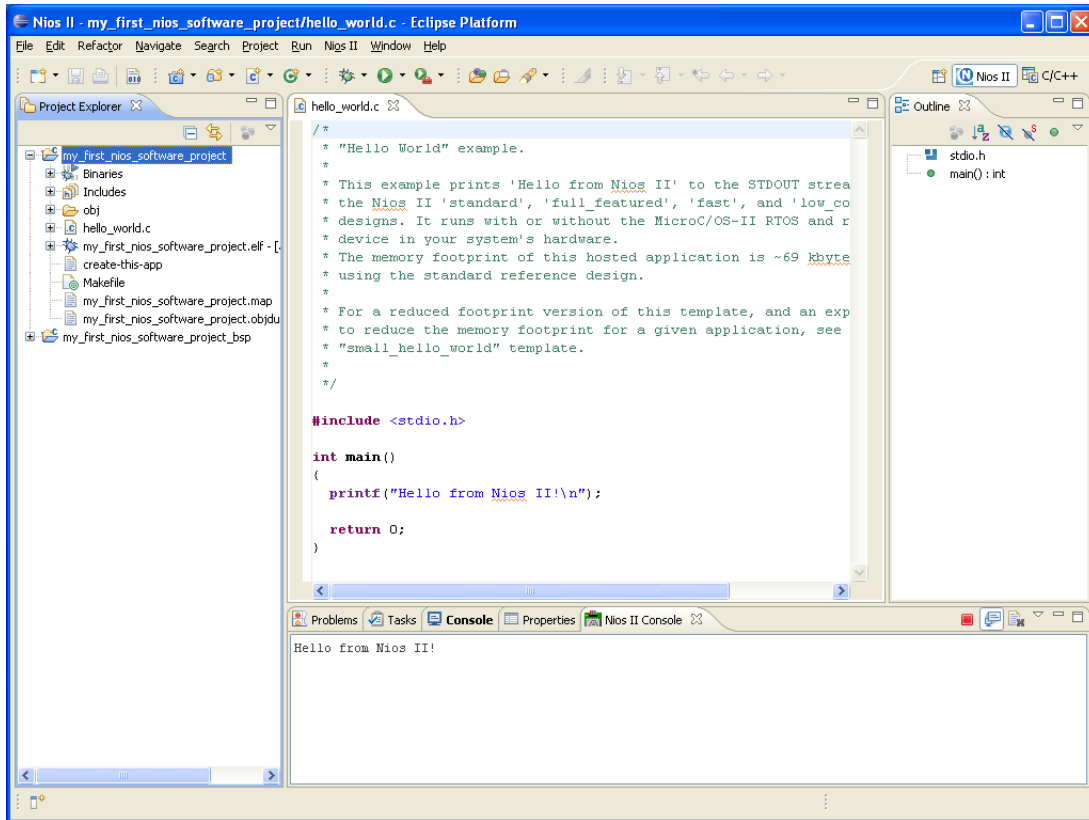 Nios II - my_first_nios_software_project/hello_world.c - Eclipse Platform
File Edit Refactor Navigate Search Project Run Nios II Window Help
Nios II C/C++
Project Explorer
my_first_nios_software_project
Binaries
Includes
obj
hello_world.c
my_first_nios_software_project.elf - [
create-this-app
Makefile
my_first_nios_software_project.map
my_first_nios_software_project.objdu
my_first_nios_software_project_bsp
hello_world.c
/*
* "Hello World" example.
*
* This example prints 'Hello from Nios II' to the STDOUT strea
* the Nios II 'standard', 'full_featured', 'fast', and 'low_co
* designs. It runs with or without the MicroC/OS-II RTOS and r
* device in your system's hardware.
* The memory footprint of this hosted application is ~69 kbyte
* using the standard reference design.
*
* For a reduced footprint version of this template, and an exp
* to reduce the memory footprint for a given application, see
* "small_hello_world" template.
*
*/
#include <stdio.h>
int main()
{
printf("Hello from Nios II!\n");
return 0;
}
Outline
stdio.h
main() : int
Problems Tasks Console Properties Nios II Console
Hello from Nios II!